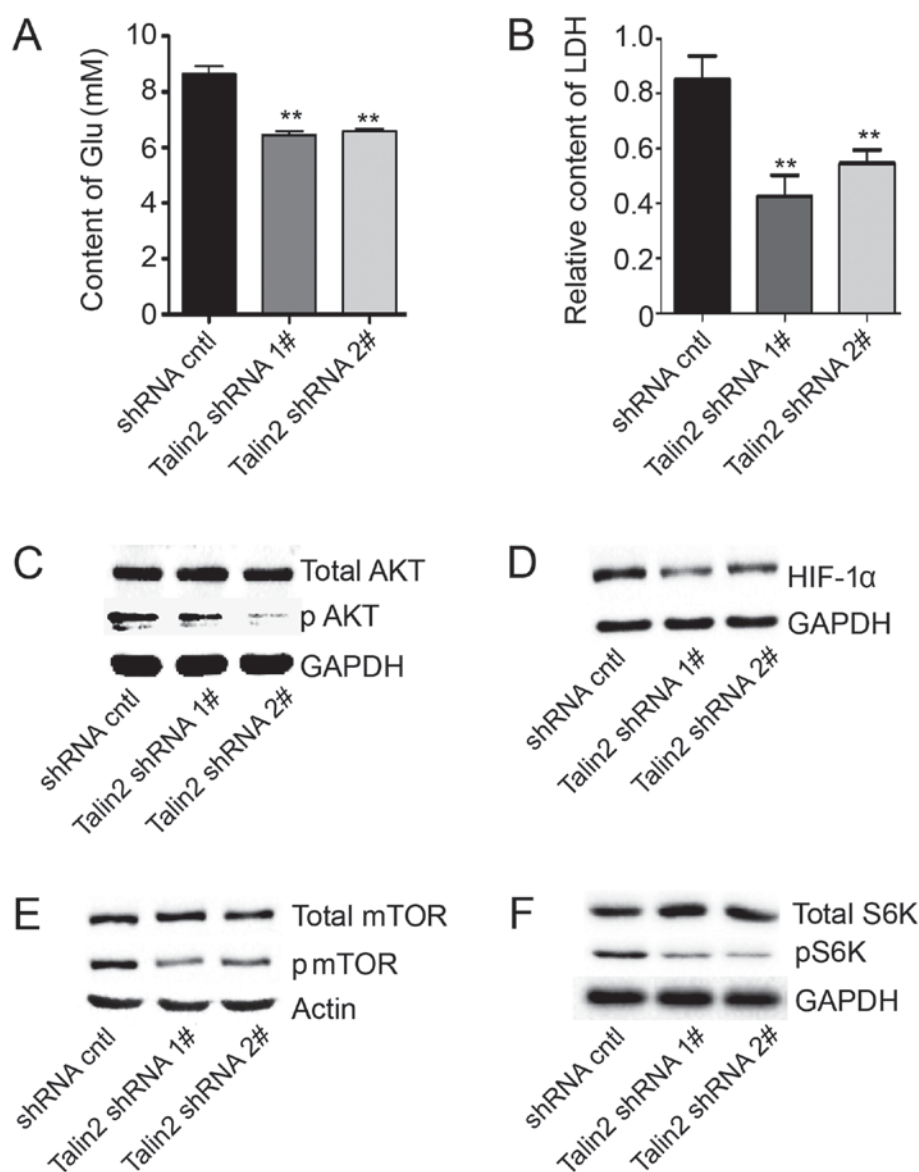 A
Content of Glu (mM)
10
8
6
4
2
0
**
**
shRNA cntl
Talin2 shRNA 1#
Talin2 shRNA 2#
B
Relative content of LDH
1.0
0.8
0.6
0.4
0.2
0
**
**
shRNA cntl
Talin2 shRNA 1#
Talin2 shRNA 2#
C
Total AKT
p AKT
GAPDH
shRNA cntl
Talin2 shRNA 1#
Talin2 shRNA 2#
D
HIF-1α
GAPDH
shRNA cntl
Talin2 shRNA 1#
Talin2 shRNA 2#
E
Total mTOR
p mTOR
Actin
shRNA cntl
Talin2 shRNA 1#
Talin2 shRNA 2#
F
Total S6K
pS6K
GAPDH
shRNA cntl
Talin2 shRNA 1#
Talin2 shRNA 2#